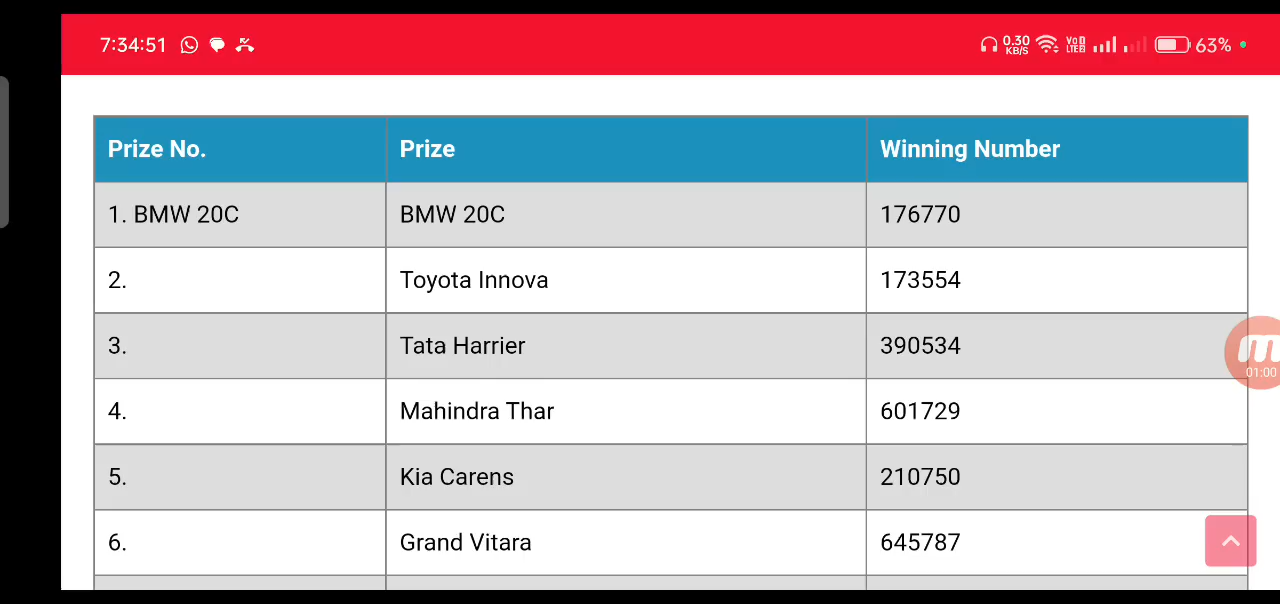 7:34:51 0.30 KB/S Vo LTE2 63%
Prize No. Prize Winning Number
1. BMW 20C BMW 20C 176770
2. Toyota Innova 173554
3. Tata Harrier 390534
4. Mahindra Thar 601729
5. Kia Carens 210750
6. Grand Vitara 645787
01:00